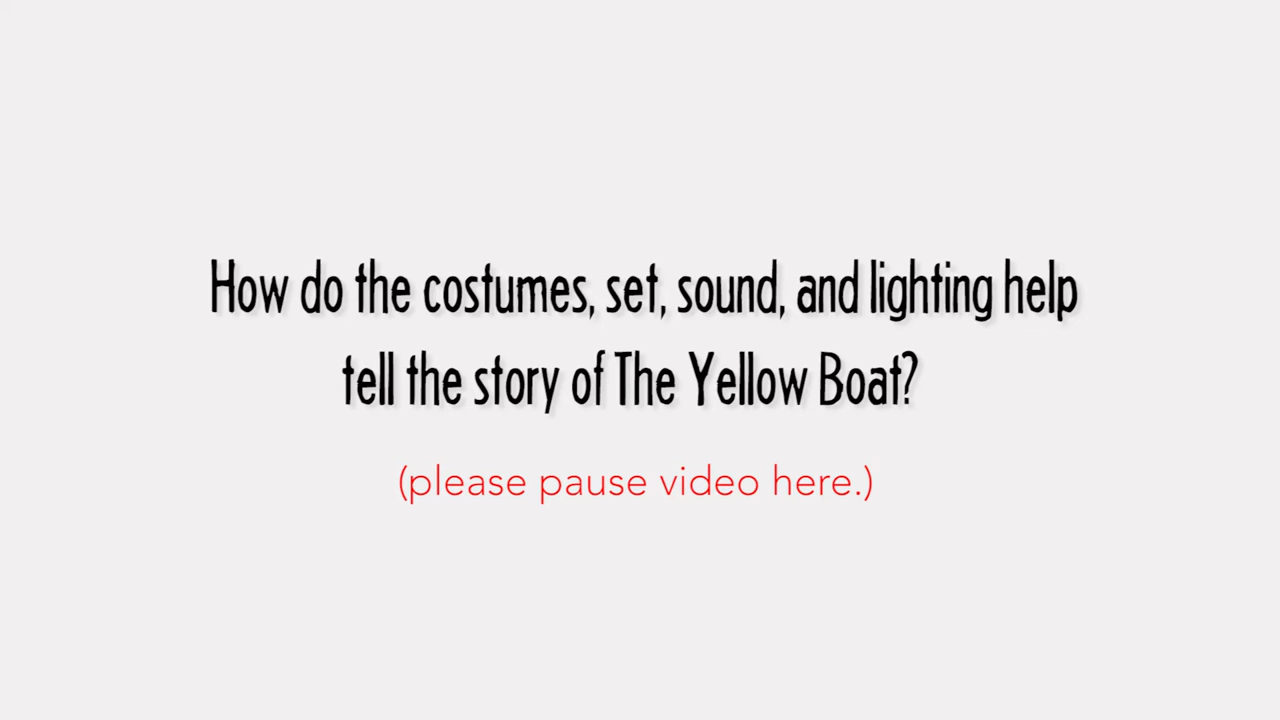 How do the costumes, set, sound, and lighting help
tell the story of The Yellow Boat?
(please pause video here.)